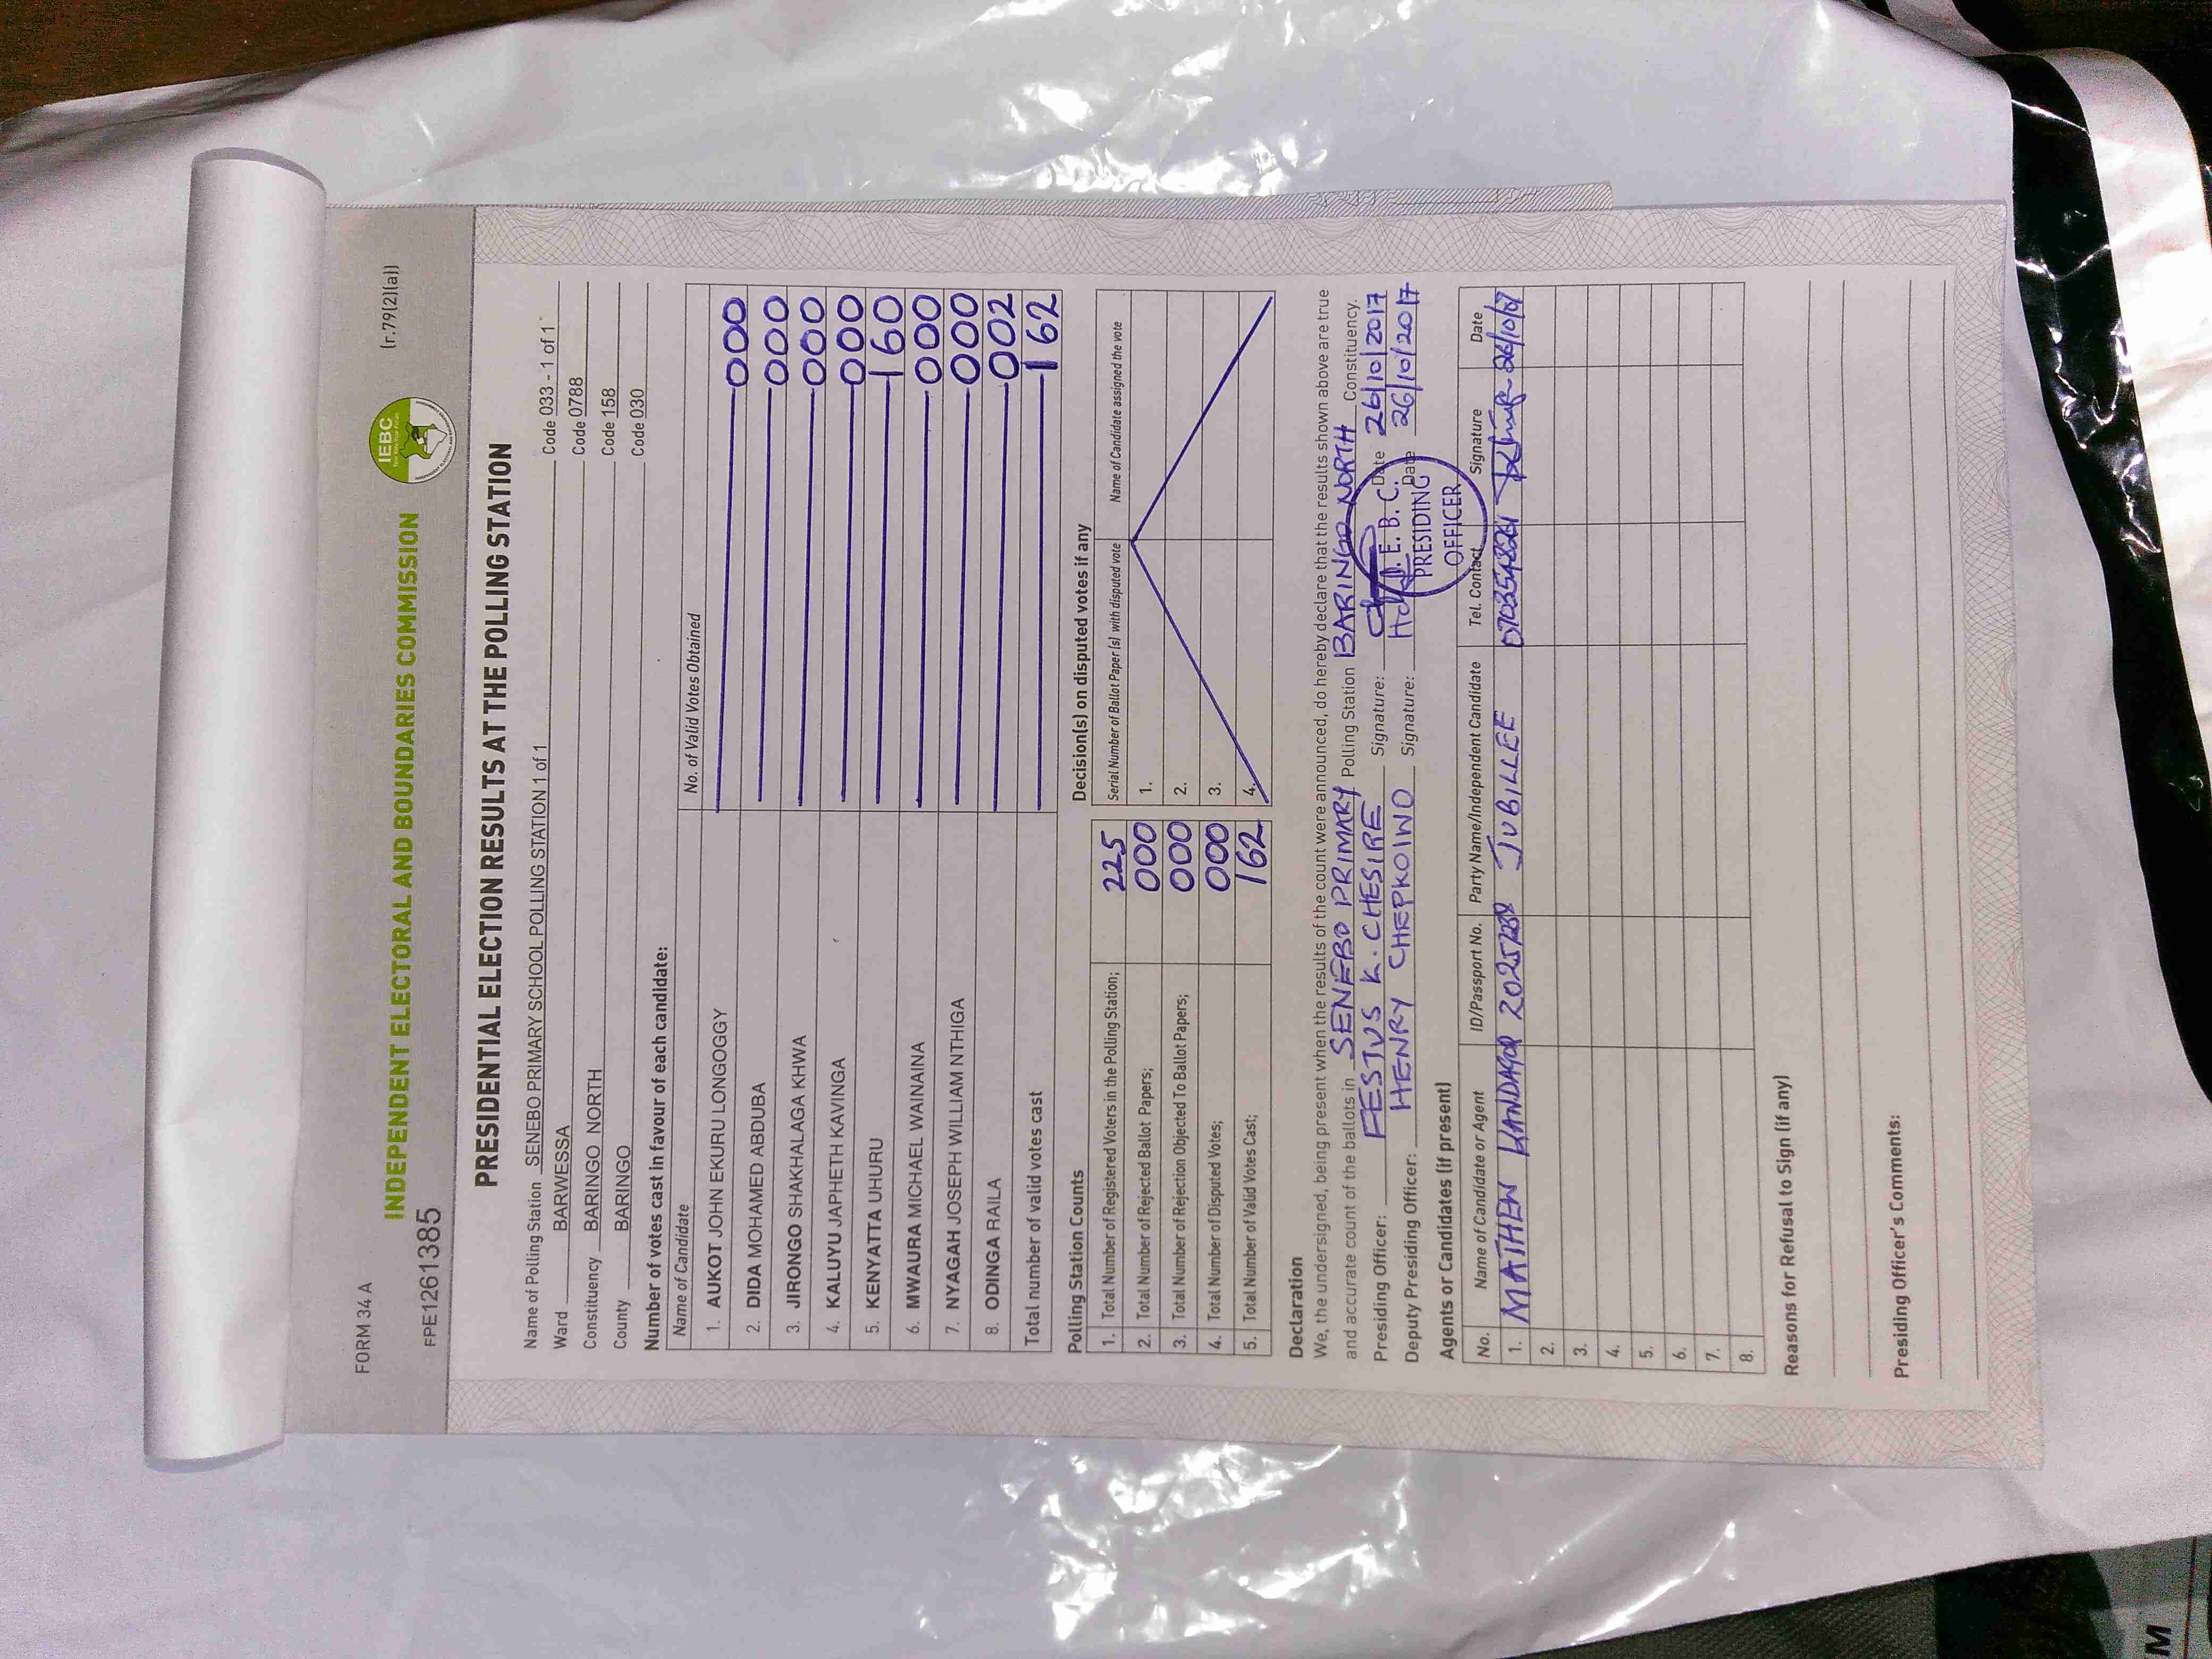 FORM 34 A
(r.79(2)(a))
INDEPENDENT ELECTORAL AND BOUNDARIES COMMISSION
IEBC
FPE1261385
PRESIDENTIAL ELECTION RESULTS AT THE POLLING STATION
Name of Polling Station SENEBO PRIMARY SCHOOL POLLING STATION 1 of 1 Code 033 - 1 of 1
Ward BARWESSA Code 0788
Constituency BARINGO NORTH Code 158
County BARINGO Code 030
Number of votes cast in favour of each candidate:
Name of Candidate No. of Valid Votes Obtained
1. AUKOT JOHN EKURU LONGOGGY 000
2. DIDA MOHAMED ABDUBA 000
3. JIRONGO SHAKHALAGA KHWA 000
4. KALUYU JAPHETH KAVINGA 000
5. KENYATTA UHURU 160
6. MWAURA MICHAEL WAINAINA 000
7. NYAGAH JOSEPH WILLIAM NTHIGA 000
8. ODINGA RAILA 002
Total number of valid votes cast 162
Polling Station Counts
1. Total Number of Registered Voters in the Polling Station; 225
2. Total Number of Rejected Ballot Papers; 000
3. Total Number of Rejection Objected To Ballot Papers; 000
4. Total Number of Disputed Votes; 000
5. Total Number of Valid Votes Cast; 162
Decision(s) on disputed votes if any
Serial Number of Ballot Paper (s) with disputed vote Name of Candidate assigned the vote
1.
2.
3.
4.
Declaration
We, the undersigned, being present when the results of the count were announced, do hereby declare that the results shown above are true
and accurate count of the ballots in SENEBO PRIMARY Polling Station BARINGO NORTH Constituency.
Presiding Officer: FESTUS K. CHESIRE Signature: Date 26/10/2017
Deputy Presiding Officer: HENRY CHEPKOIWO Signature: Date 26/10/2017
I. E. B. C.
PRESIDING
OFFICER
Agents or Candidates (if present)
No. Name of Candidate or Agent ID/Passport No. Party Name/Independent Candidate Tel. Contact Signature Date
1. MATHEW KANDAGOR JUBILLEE
2.
3.
4.
5.
6.
7.
8.
Reasons for Refusal to Sign (if any)
Presiding Officer's Comments:
M